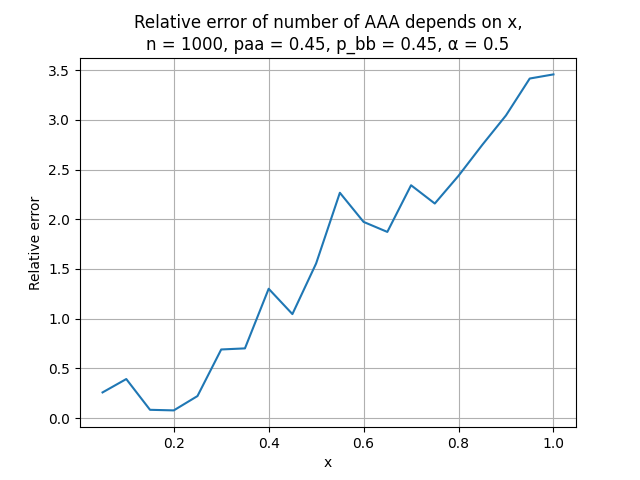 Relative error of number of AAA depends on x,
n = 1000, paa = 0.45, p_bb = 0.45, α = 0.5
3.5
3.0
2.5
2.0
1.5
1.0
0.5
0.0
Relative error
0.2 0.4 0.6 0.8 1.0
x